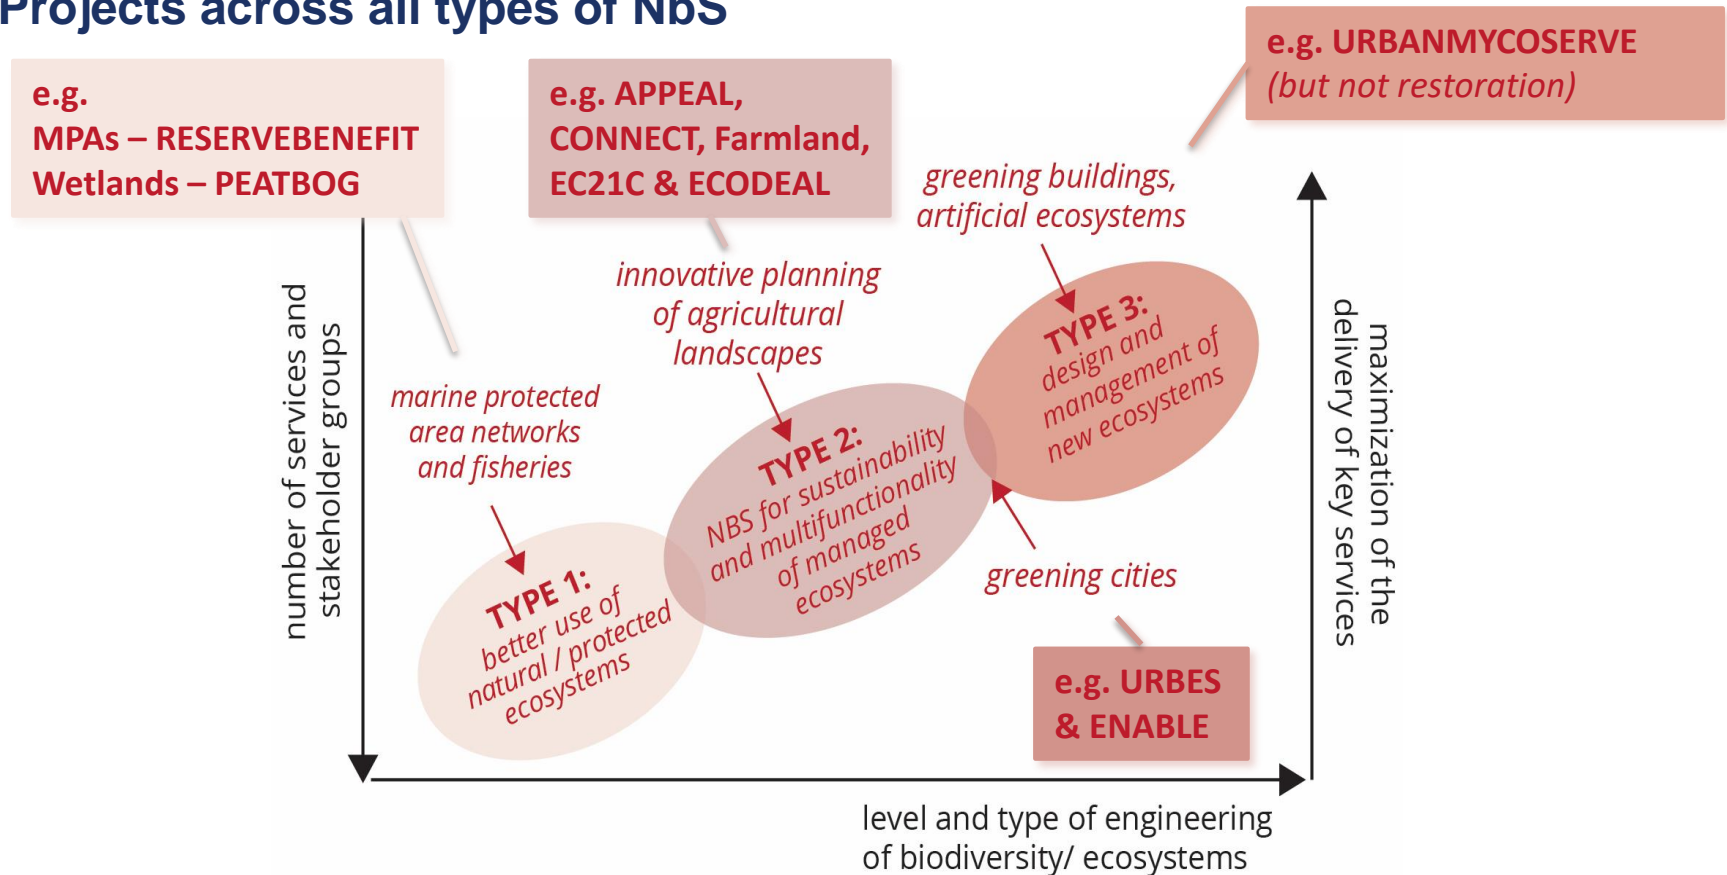 Projects across all types of NbS
e.g.
MPAs – RESERVEBENEFIT
Wetlands – PEATBOG
e.g. APPEAL,
CONNECT, Farmland,
EC21C & ECODEAL
e.g. URBANMYCOSERVE
(but not restoration)
greening buildings,
artificial ecosystems
innovative planning
of agricultural
landscapes
marine protected
area networks
and fisheries
number of services and
stakeholder groups
TYPE 1:
better use of
natural / protected
ecosystems
TYPE 2:
NBS for sustainability
and multifunctionality
of managed
ecosystems
TYPE 3:
design and
management of
new ecosystems
greening cities
e.g. URBES
& ENABLE
maximization of the
delivery of key services
level and type of engineering
of biodiversity/ ecosystems